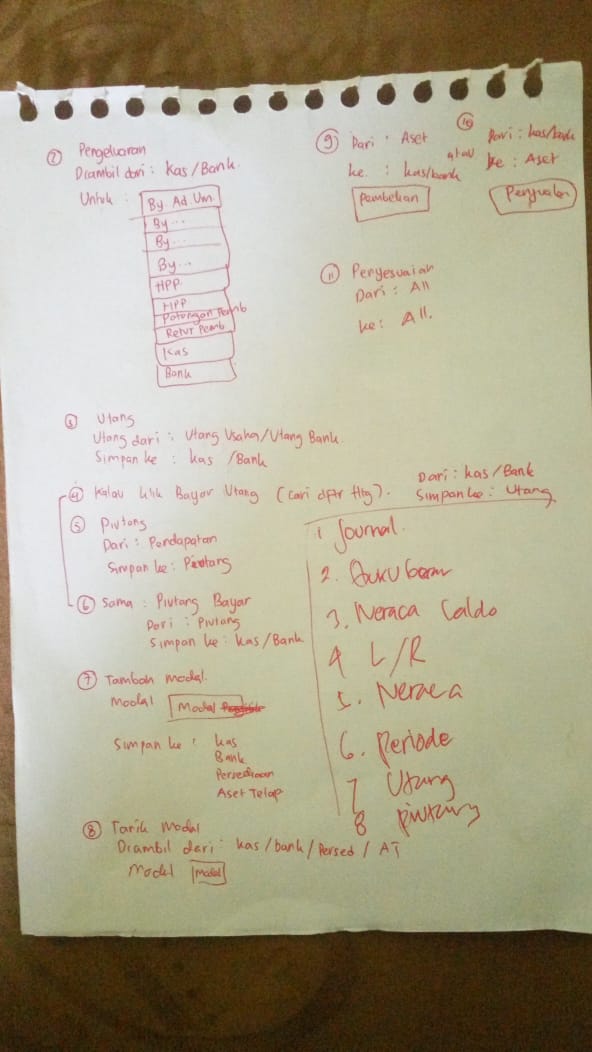 ② Pengeluaran
Diambil dari : Kas/Bank.
Untuk :
By. Ad. Um.
By...
By...
By...
HPP
HPP
Potongan Pemb
Retur Pemb
Kas
Bank
⑨ Dari : Aset
ke : kas/bank
atau
Pembelian
⑩ Dari : kas/bank
ke : Aset
Penjualan
11 Penyesuaian
Dari : All
ke : All.
③ Utang
Utang dari : Utang Usaha/Utang Bank.
Simpan ke : kas /Bank
④ Kalau klik Bayar Utang (cari dftr Htg).
Dari : kas/Bank
Simpan ke : Utang
⑤ Piutang
Dari : Pendapatan
Simpan ke : Piutang
⑥ Sama : Piutang Bayar
Dari : Piutang
Simpan ke : kas/Bank
⑦ Tambah modal.
Modal Modal
Simpan ke : kas
Bank
Persediaan
Aset Tetap
⑧ Tarik Modal
Diambil dari : kas/bank/Persed/AT
Modal Modal
1 Journal.
2. Buku besar
3. Neraca Saldo
4 L/R
5. Neraca
6. Periode
7 Utang
8 Piutang